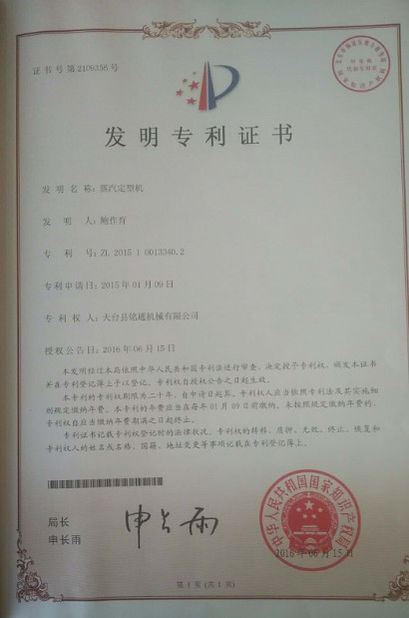 证书号第2109356号
发明专利证书
发 明 名 称:蒸汽定型机
发 明 人:鲍作育
专 利 号:ZL 2015 1 0013340.2
专利申请日:2015年01月09日
专 利 权 人:天台县铭通机械有限公司
授权公告日:2016年06月15日
本发明经过本局依照中华人民共和国专利法进行审查,决定授予专利权,颁发本证书
并在专利登记簿上予以登记。专利权自授权公告之日起生效。
本专利的专利权期限为二十年,自申请日起算。专利权人应当依照专利法及其实施细
则规定缴纳年费。本专利的年费应当在每年01月09日前缴纳。未按照规定缴纳年费的,
专利权自应当缴纳年费期满之日起终止。
专利证书记载专利权登记时的法律状况。专利权的转移、质押、无效、终止、恢复和
专利权人的姓名或名称、国籍、地址变更等事项记载在专利登记簿上。
局长
申长雨
申长雨
中华人民共和国国家知识产权局
2016年06月15日
第1页(共1页)